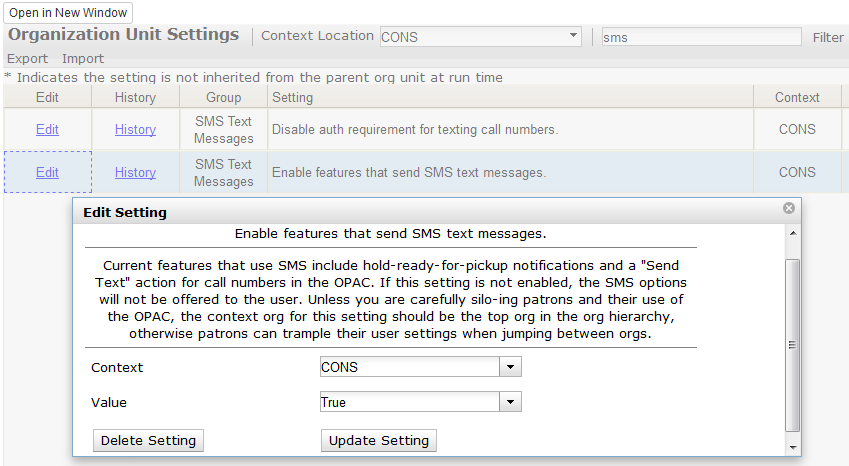 Open in New Window
Organization Unit Settings Context Location CONS sms Filter
Export Import
* Indicates the setting is not inherited from the parent org unit at run time
Edit History Group Setting Context
Edit History SMS Text Messages Disable auth requirement for texting call numbers. CONS
Edit History SMS Text Messages Enable features that send SMS text messages. CONS
Edit Setting
Enable features that send SMS text messages.
Current features that use SMS include hold-ready-for-pickup notifications and a "Send
Text" action for call numbers in the OPAC. If this setting is not enabled, the SMS options
will not be offered to the user. Unless you are carefully silo-ing patrons and their use of
the OPAC, the context org for this setting should be the top org in the org hierarchy,
otherwise patrons can trample their user settings when jumping between orgs.
Context CONS
Value True
Delete Setting Update Setting